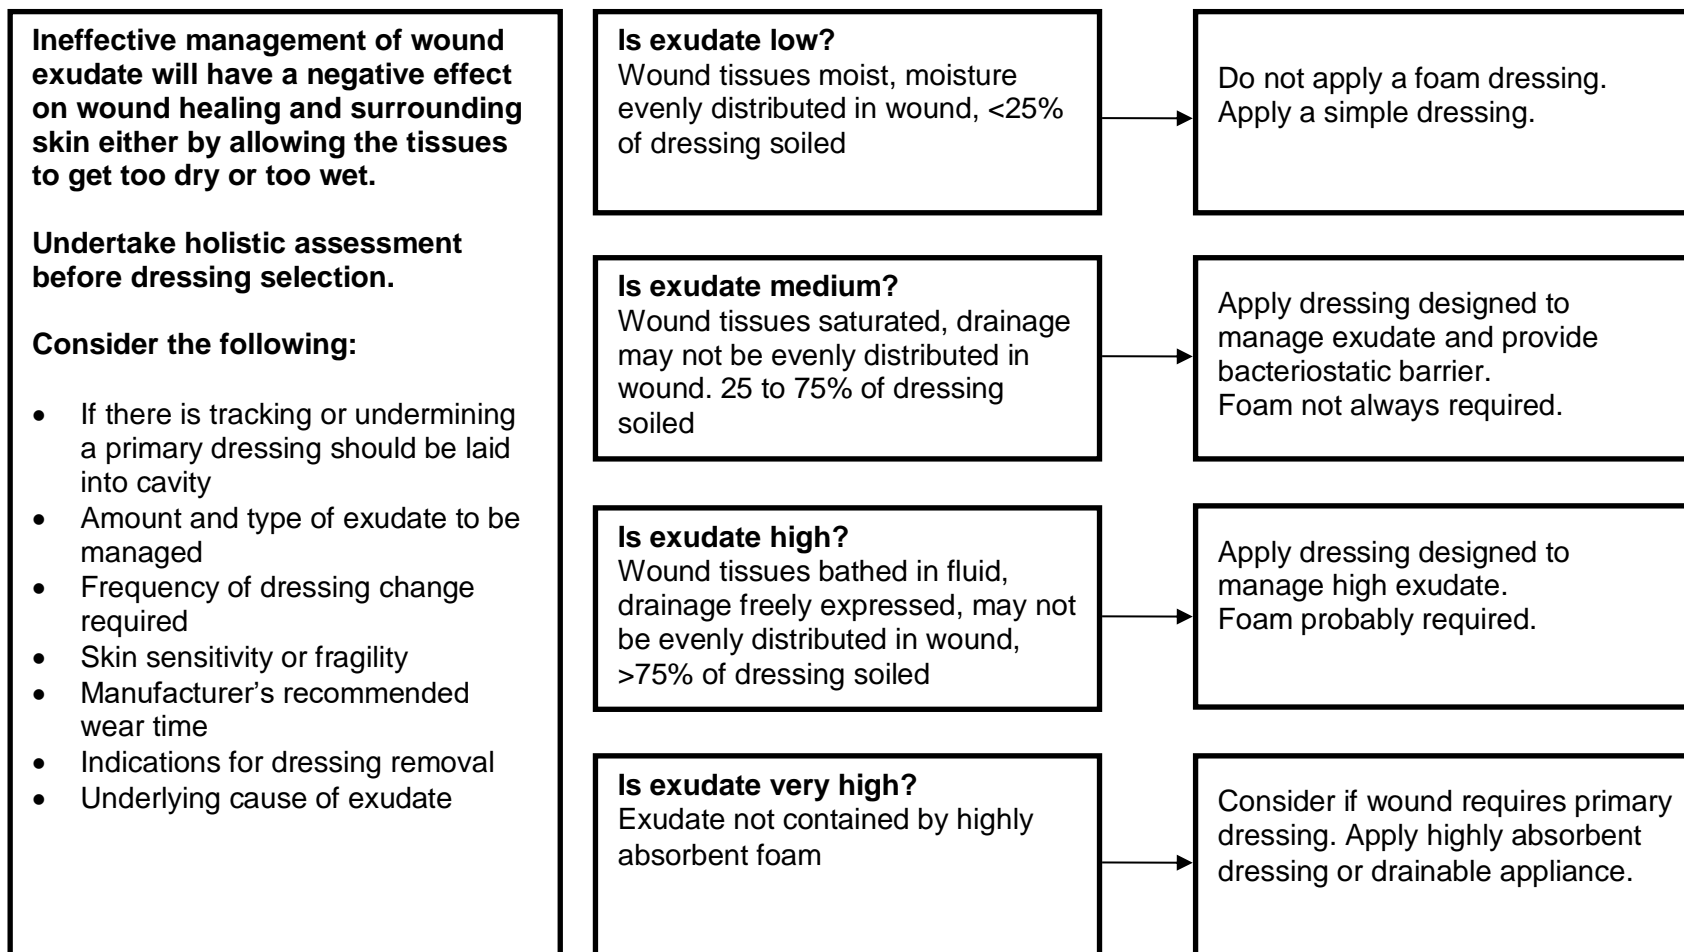 Ineffective management of wound
exudate will have a negative effect
on wound healing and surrounding
skin either by allowing the tissues
to get too dry or too wet.
Undertake holistic assessment
before dressing selection.
Consider the following:
• If there is tracking or undermining
a primary dressing should be laid
into cavity
• Amount and type of exudate to be
managed
• Frequency of dressing change
required
• Skin sensitivity or fragility
• Manufacturer’s recommended
wear time
• Indications for dressing removal
• Underlying cause of exudate
Is exudate low?
Wound tissues moist, moisture
evenly distributed in wound, <25%
of dressing soiled
Do not apply a foam dressing.
Apply a simple dressing.
Is exudate medium?
Wound tissues saturated, drainage
may not be evenly distributed in
wound. 25 to 75% of dressing
soiled
Apply dressing designed to
manage exudate and provide
bacteriostatic barrier.
Foam not always required.
Is exudate high?
Wound tissues bathed in fluid,
drainage freely expressed, may not
be evenly distributed in wound,
>75% of dressing soiled
Apply dressing designed to
manage high exudate.
Foam probably required.
Is exudate very high?
Exudate not contained by highly
absorbent foam
Consider if wound requires primary
dressing. Apply highly absorbent
dressing or drainable appliance.